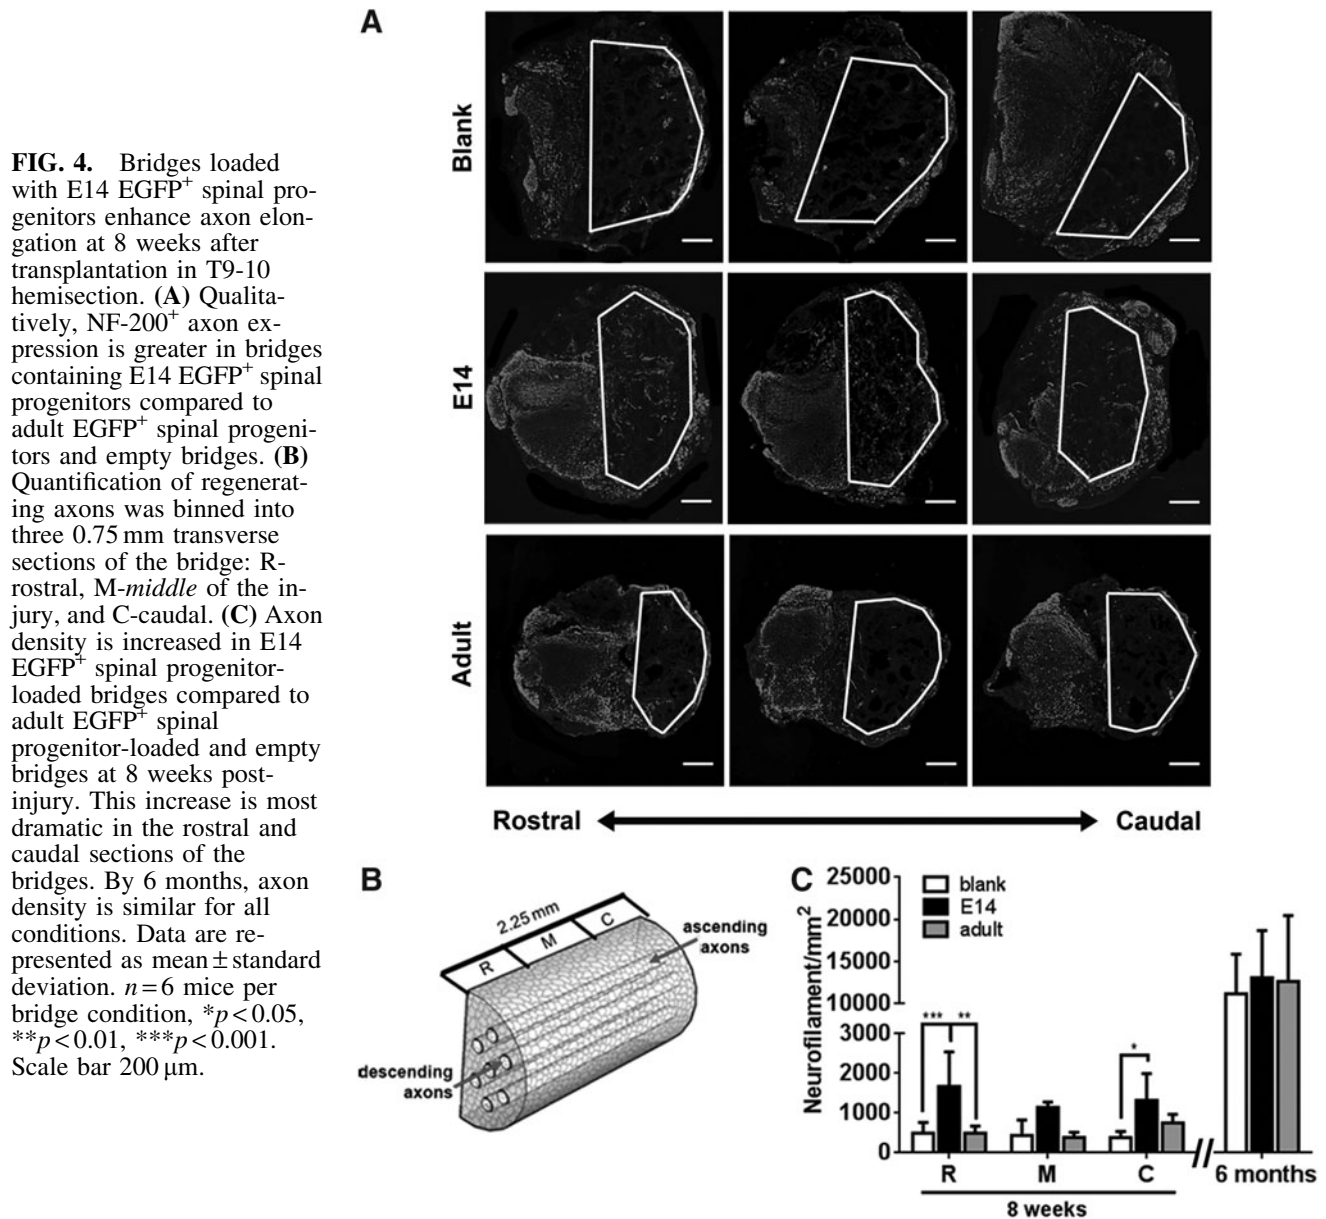 FIG. 4. Bridges loaded
with E14 EGFP+ spinal pro-
genitors enhance axon elon-
gation at 8 weeks after
transplantation in T9-10
hemisection. (A) Qualita-
tively, NF-200+ axon ex-
pression is greater in bridges
containing E14 EGFP+ spinal
progenitors compared to
adult EGFP+ spinal progeni-
tors and empty bridges. (B)
Quantification of regenerat-
ing axons was binned into
three 0.75 mm transverse
sections of the bridge: R-
rostral, M-middle of the in-
jury, and C-caudal. (C) Axon
density is increased in E14
EGFP+ spinal progenitor-
loaded bridges compared to
adult EGFP+ spinal
progenitor-loaded and empty
bridges at 8 weeks post-
injury. This increase is most
dramatic in the rostral and
caudal sections of the
bridges. By 6 months, axon
density is similar for all
conditions. Data are re-
presented as mean ± standard
deviation. n = 6 mice per
bridge condition, *p < 0.05,
**p < 0.01, ***p < 0.001.
Scale bar 200 μm.
A
Blank
E14
Adult
Rostral
Caudal
B
2.25 mm
R
M
C
ascending
axons
descending
axons
C
Neurofilament/mm²
25000
20000
15000
10000
3000
2000
1000
0
blank
E14
adult
***
**
*
R
M
C
6 months
8 weeks